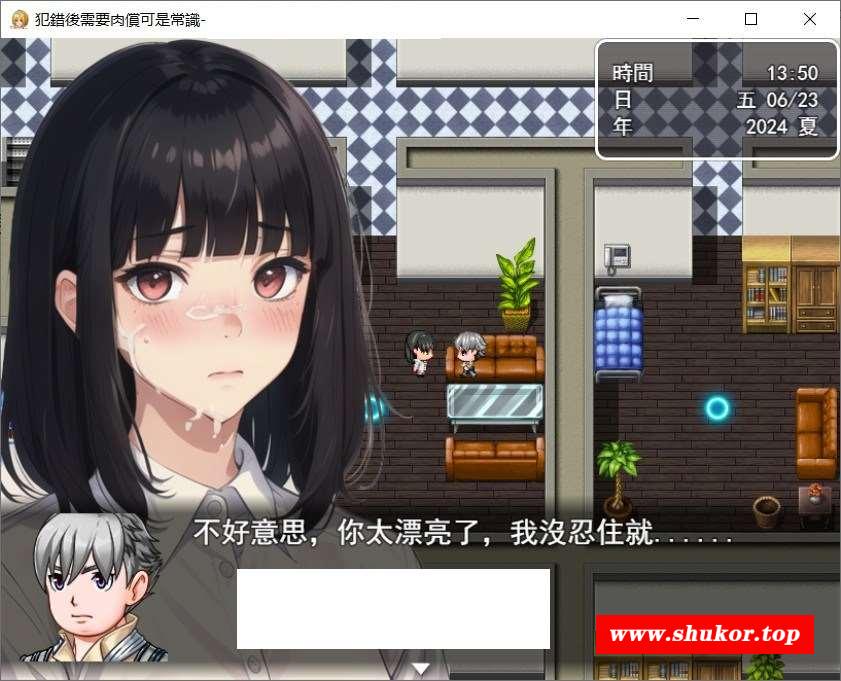 犯錯後需要肉償可是常識-
時間 13:50
日 五 06/23
年 2024 夏
不好意思，你太漂亮了，我沒忍住就......
www.shukor.top